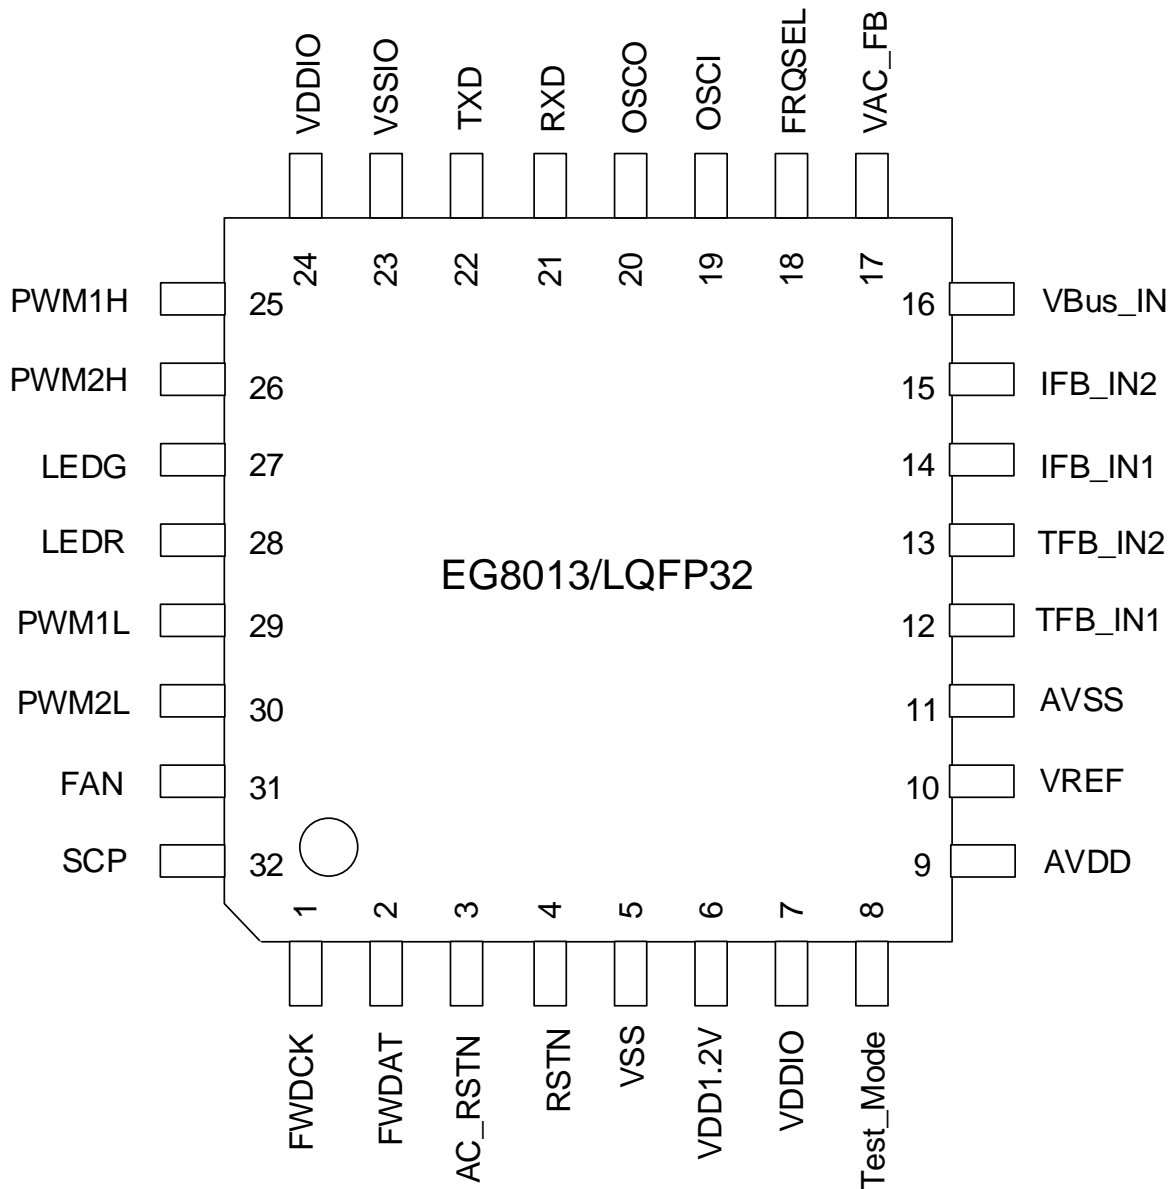 VDDIO
VSSIO
TXD
RXD
OSCO
OSCI
FRQSEL
VAC_FB
24
23
22
21
20
19
18
17
PWM1H 25
16 VBus_IN
PWM2H 26
15 IFB_IN2
LEDG 27
14 IFB_IN1
LEDR 28
13 TFB_IN2
EG8013/LQFP32
PWM1L 29
12 TFB_IN1
PWM2L 30
11 AVSS
FAN 31
10 VREF
SCP 32
9 AVDD
1
2
3
4
5
6
7
8
FWDCK
FWDAT
AC_RSTN
RSTN
VSS
VDD1.2V
VDDIO
Test_Mode